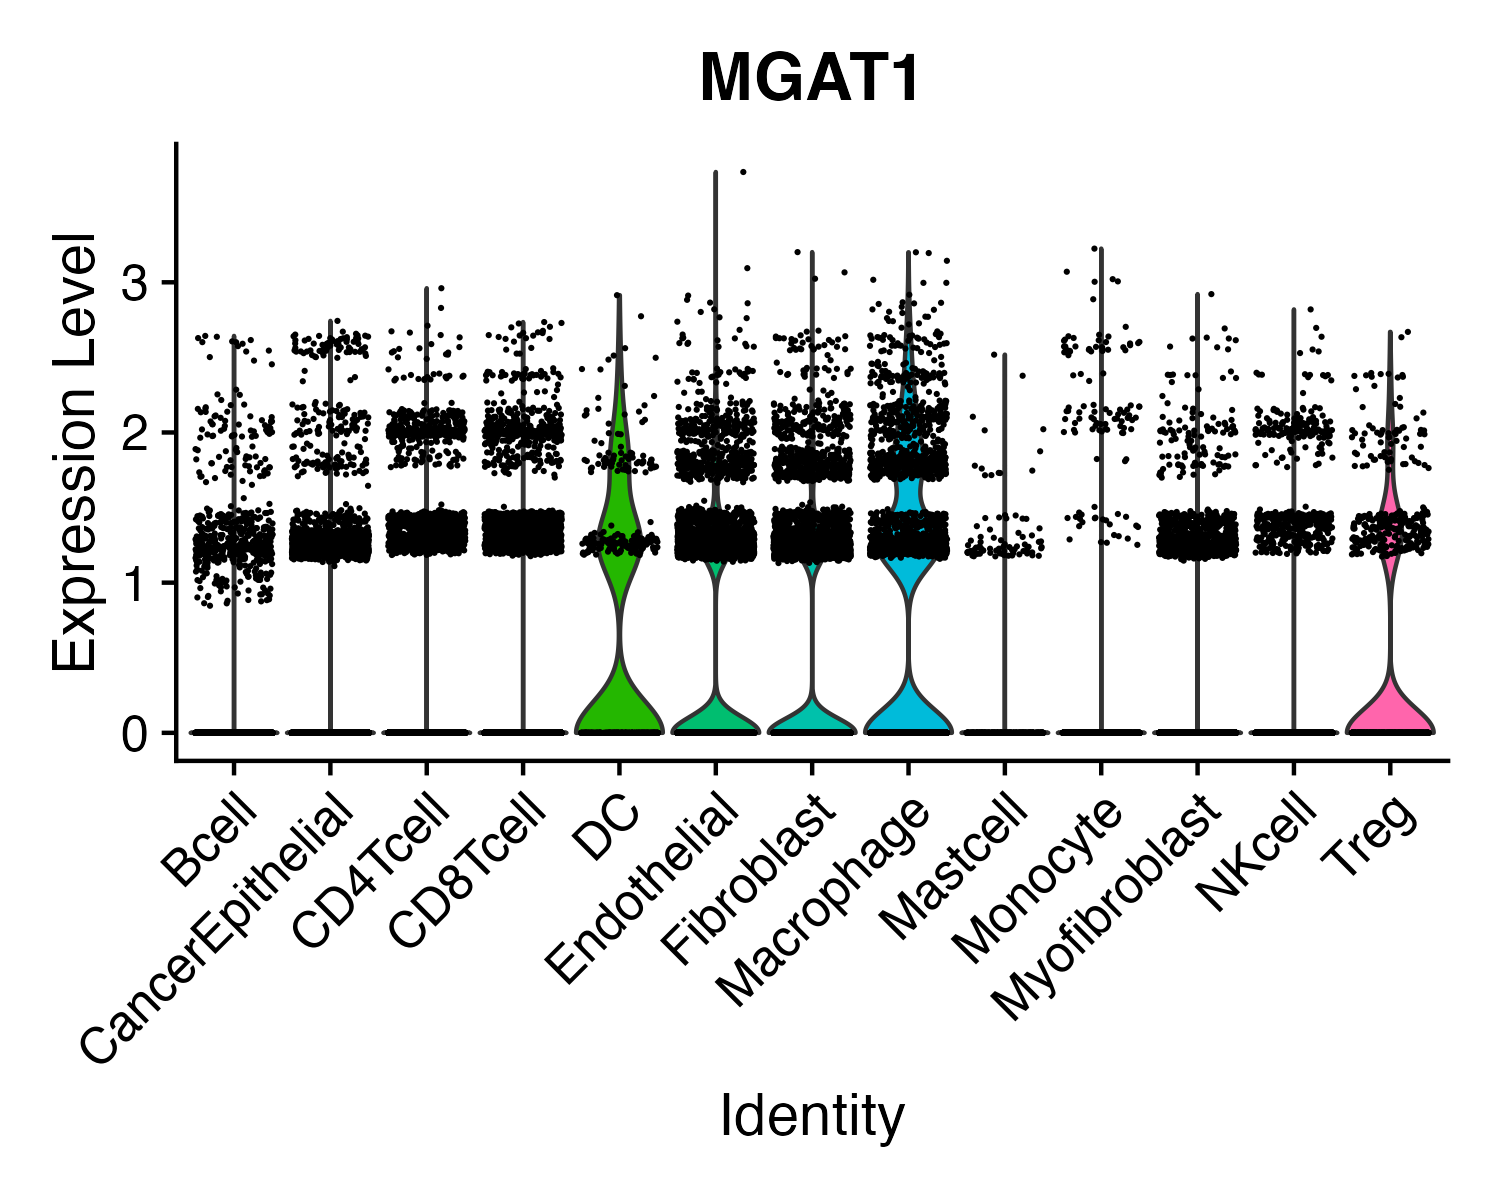 MGAT1
Expression Level
3
2
1
0
Bcell
CancerEpithelial
CD4Tcell
CD8Tcell
DC
Endothelial
Fibroblast
Macrophage
Mastcell
Monocyte
Myofibroblast
NKcell
Treg
Identity